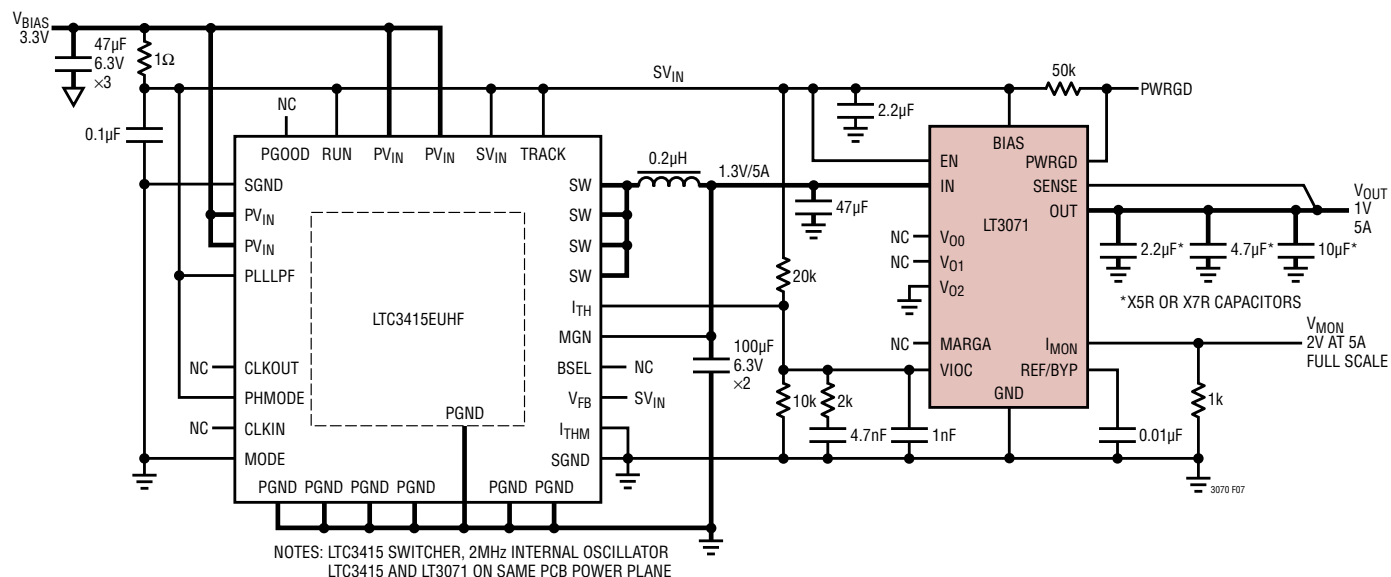 VBIAS
3.3V
47µF
6.3V
×3
1Ω
0.1µF
NC
SVIN
50k
PWRGD
2.2µF
PGOOD RUN PVIN PVIN SVIN TRACK
SGND
PVIN
PVIN
PLLLPF
NC
CLKOUT
PHMODE
NC
CLKIN
MODE
LTC3415EUHF
PGND
SW
SW
SW
SW
ITH
MGN
BSEL
NC
VFB
SVIN
ITHM
SGND
PGND PGND PGND PGND PGND PGND
0.2µH
1.3V/5A
47µF
20k
100µF
6.3V
×2
10k
2k
4.7nF
1nF
BIAS
EN
PWRGD
IN
SENSE
OUT
LT3071
NC
VO0
NC
VO1
VO2
NC
MARGA
IMON
VIOC
REF/BYP
GND
VOUT
1V
5A
2.2µF*
4.7µF*
10µF*
*X5R OR X7R CAPACITORS
VMON
2V AT 5A
FULL SCALE
1k
0.01µF
3070 F07
NOTES: LTC3415 SWITCHER, 2MHz INTERNAL OSCILLATOR
LTC3415 AND LT3071 ON SAME PCB POWER PLANE